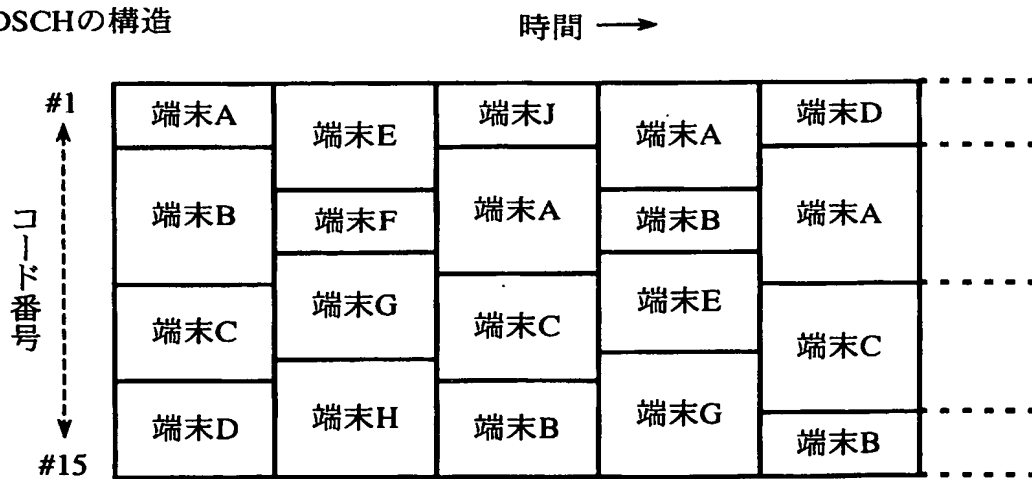 DSCHの構造
時間
#1
コード番号
#15
端末A
端末B
端末C
端末D
端末E
端末F
端末G
端末H
端末J
端末A
端末C
端末B
端末A
端末B
端末E
端末G
端末D
端末A
端末C
端末B